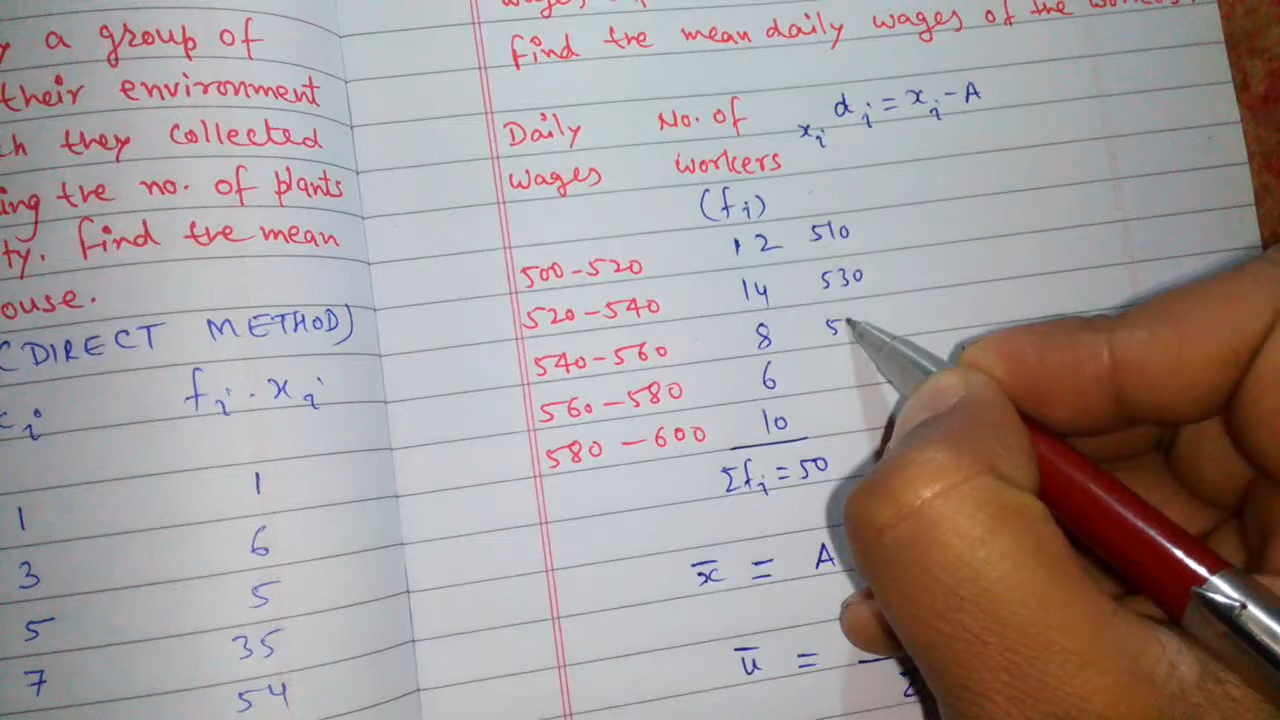 a group of
their environment
they collected
ing the no. of plants
ty. Find the mean
ouse.
(DIRECT METHOD)
fi . xi
1 1
3 6
5 5
7 35
54
wages
Find the mean daily wages of the workers.
Daily No. of xi di = xi - A
wages workers
(fi)
500-520 12 510
520-540 14 530
540-560 8 5
560-580 6
580-600 10
Σfi = 50
x̄ = A
ū =